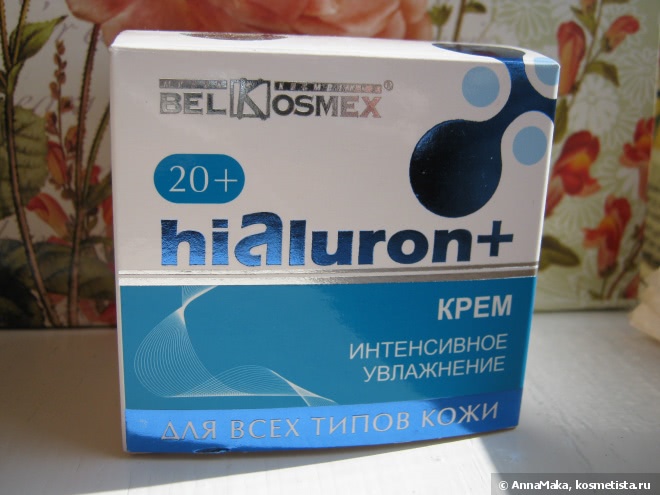 BELKOSMEX®
20+
hialuron+
КРЕМ
ИНТЕНСИВНОЕ
УВЛАЖНЕНИЕ
ДЛЯ ВСЕХ ТИПОВ КОЖИ
© AnnaMaka, kosmetista.ru